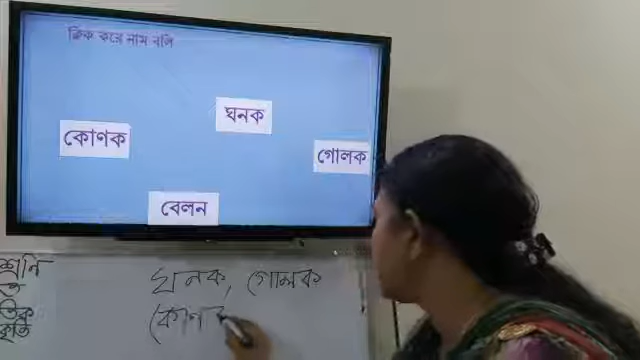 ক্লিক করে নাম বলি
ঘনক
কোণক
গোলক
বেলন
ঘনক, গোলক
কোণ